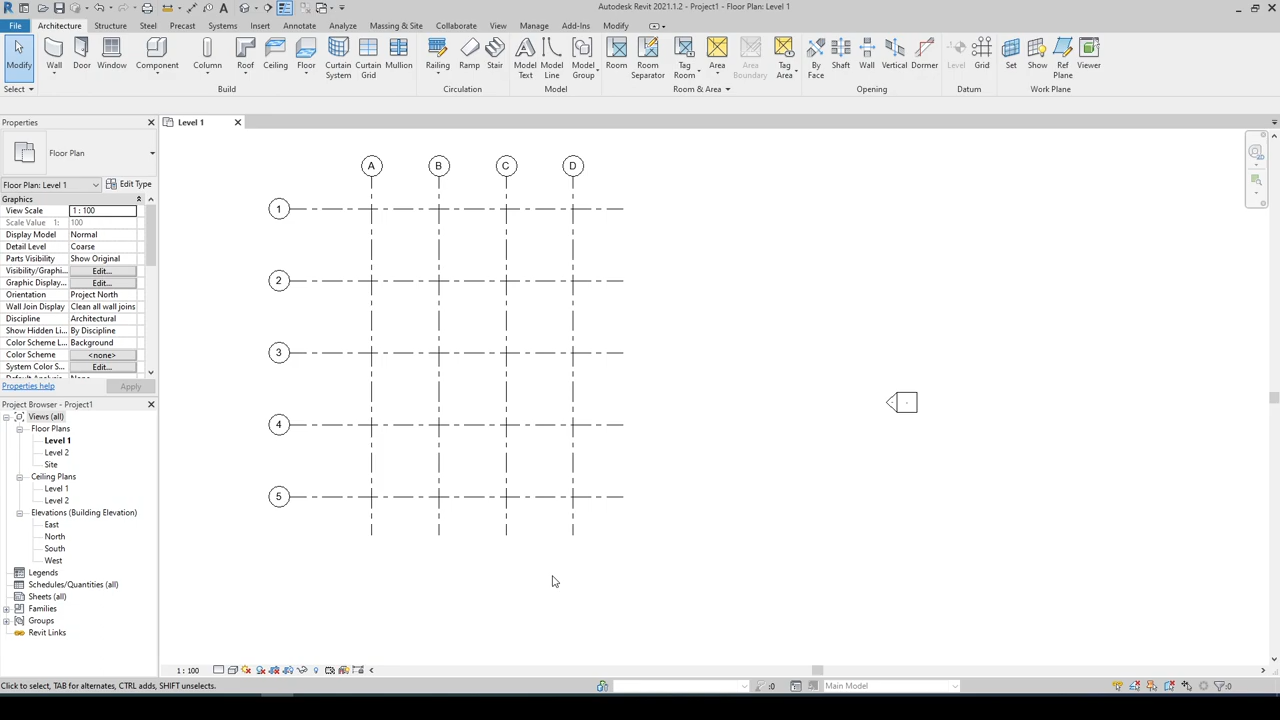 Autodesk Revit 2021.1.2 - Project1 - Floor Plan: Level 1
File Architecture Structure Steel Precast Systems Insert Annotate Analyze Massing & Site Collaborate View Manage Add-Ins Modify
Modify Wall Door Window Component Column Roof Ceiling Floor Curtain System Curtain Grid Mullion Railing Ramp Stair Model Text Model Line Model Group Room Room Separator Tag Room Area Area Boundary Tag Area By Face Shaft Wall Vertical Dormer Level Grid Set Show Ref Plane Viewer
Select Build Circulation Model Room & Area Opening Datum Work Plane
Properties
Level 1
Floor Plan
Floor Plan: Level 1 Edit Type
Graphics
View Scale 1 : 100
Scale Value 1: 100
Display Model Normal
Detail Level Coarse
Parts Visibility Show Original
Visibility/Graphi... Edit...
Graphic Display... Edit...
Orientation Project North
Wall Join Display Clean all wall joins
Discipline Architectural
Show Hidden Li... By Discipline
Color Scheme L... Background
Color Scheme <none>
System Color S... Edit...
Properties help Apply
Project Browser - Project1
Views (all)
Floor Plans
Level 1
Level 2
Site
Ceiling Plans
Level 1
Level 2
Elevations (Building Elevation)
East
North
South
West
Legends
Schedules/Quantities (all)
Sheets (all)
Families
Groups
Revit Links
A B C D
1
2
3
4
5
1 : 100
Click to select, TAB for alternates, CTRL adds, SHIFT unselects.
:0
Main Model
:0